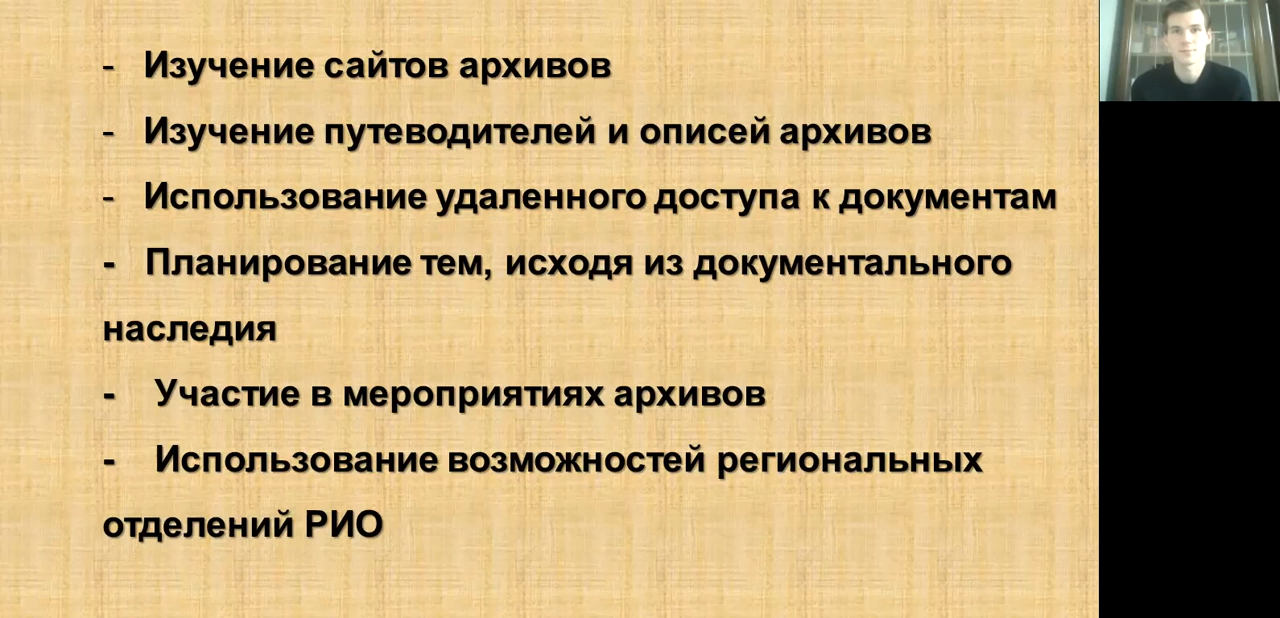 - Изучение сайтов архивов
- Изучение путеводителей и описей архивов
- Использование удаленного доступа к документам
- Планирование тем, исходя из документального
наследия
- Участие в мероприятиях архивов
- Использование возможностей региональных
отделений РИО